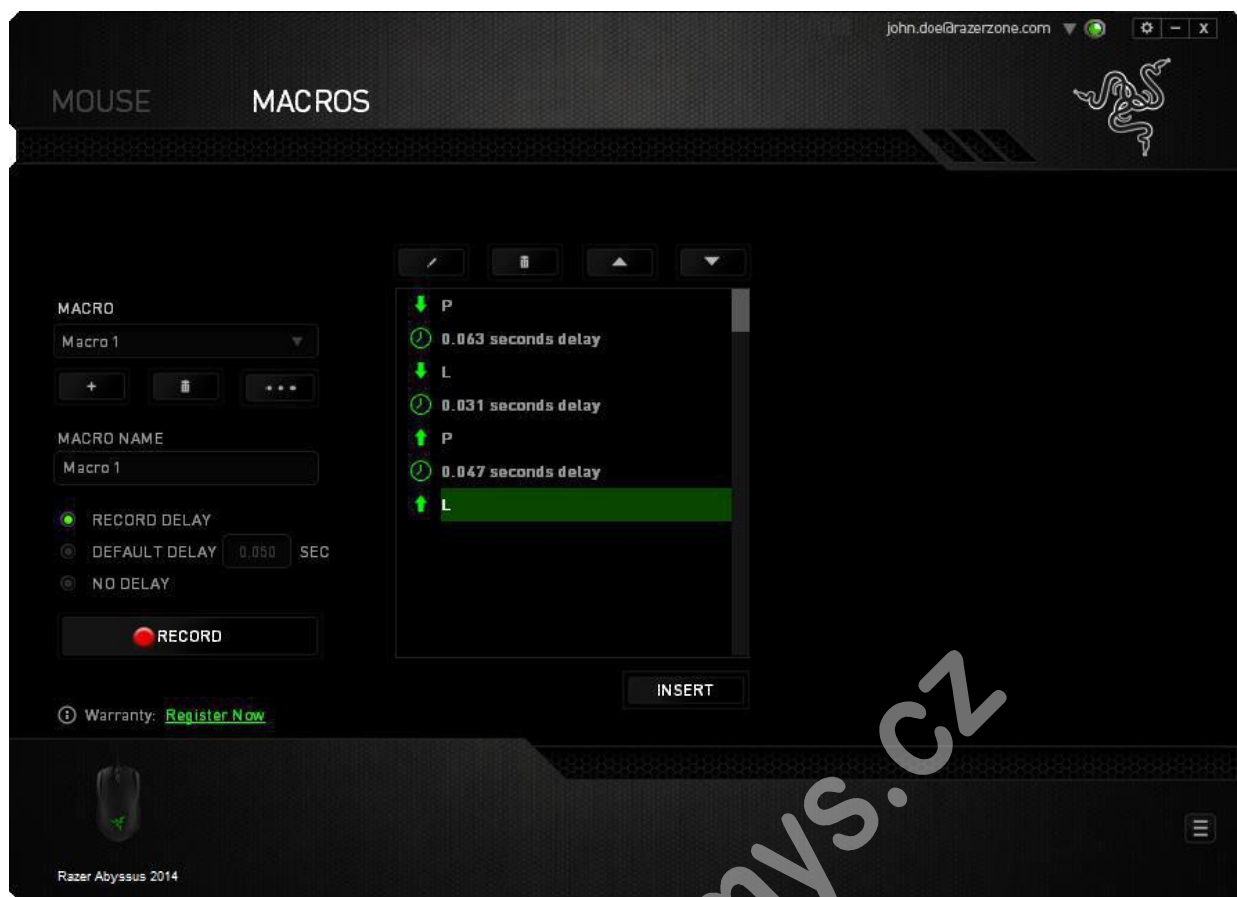 john.doe@razerzone.com
MOUSE
MACROS
MACRO
Macro 1
MACRO NAME
Macro 1
RECORD DELAY
DEFAULT DELAY 0.050 SEC
NO DELAY
RECORD
Warranty: Register Now
P
0.063 seconds delay
L
0.031 seconds delay
P
0.047 seconds delay
L
INSERT
Razer Abyssus 2014
mys.cz